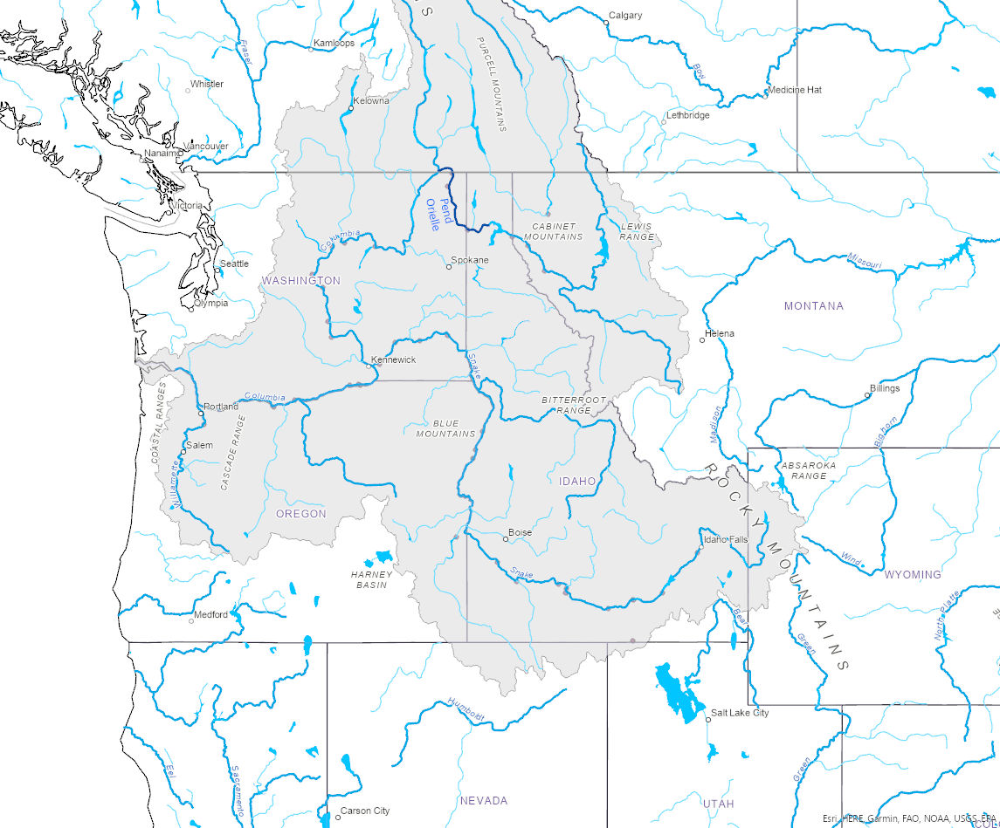 S
Calgary
Kamloops
Fraser
PURCELL MOUNTAINS
Bow
Whistler
Medicine Hat
Kelowna
Lethbridge
Vancouver
Nanaimo
Victoria
Pend
Orielle
CABINET
MOUNTAINS
LEWIS
RANGE
Columbia
Spokane
Missouri
Seattle
WASHINGTON
Olympia
MONTANA
Helena
Kennewick
Snake
Billings
Columbia
Portland
COASTAL RANGES
CASCADE RANGE
BITTERROOT
RANGE
BLUE
MOUNTAINS
Madison
Bighorn
Salem
Willamette
ABSAROKA
RANGE
IDAHO
ROCKY MOUNTAINS
OREGON
Boise
Idaho Falls
Snake
Wind
WYOMING
HARNEY
BASIN
Medford
Bear
North Platte
Green
Humboldt
Salt Lake City
Eel
Sacramento
Green
Carson City
NEVADA
UTAH
Esri, HERE, Garmin, FAO, NOAA, USGS, EPA
COL